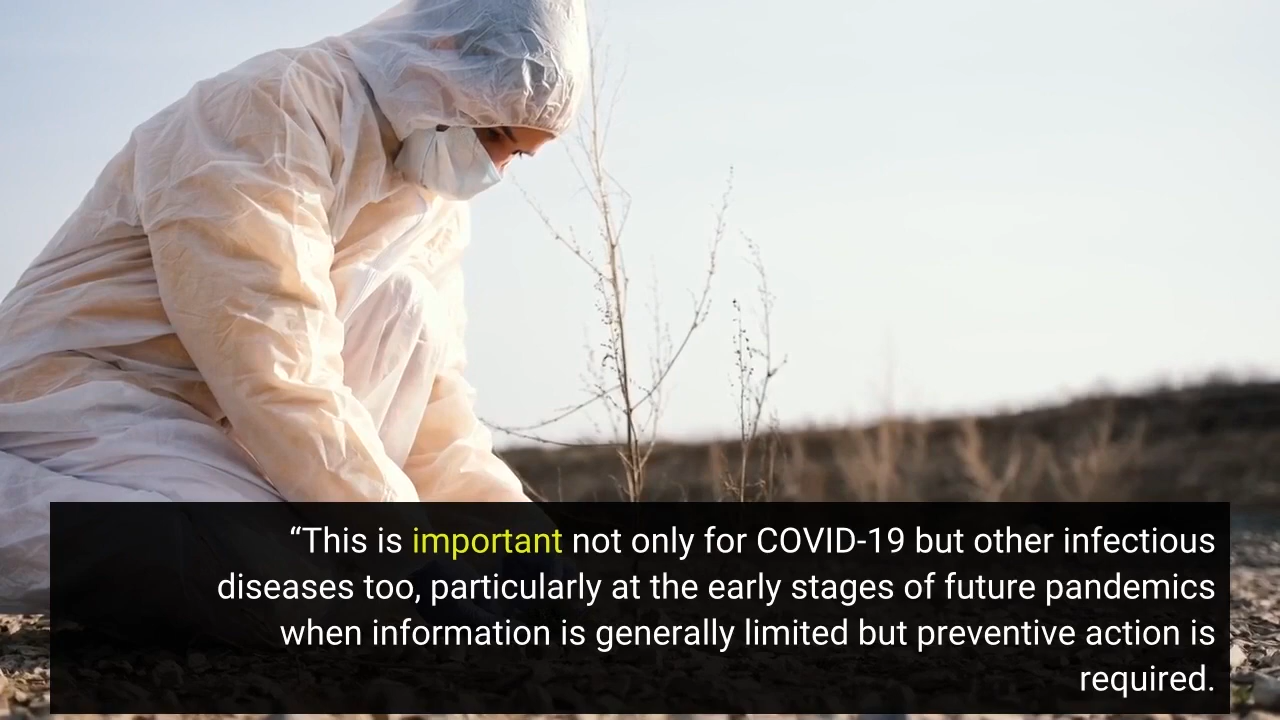 “This is important not only for COVID-19 but other infectious
diseases too, particularly at the early stages of future pandemics
when information is generally limited but preventive action is
required.